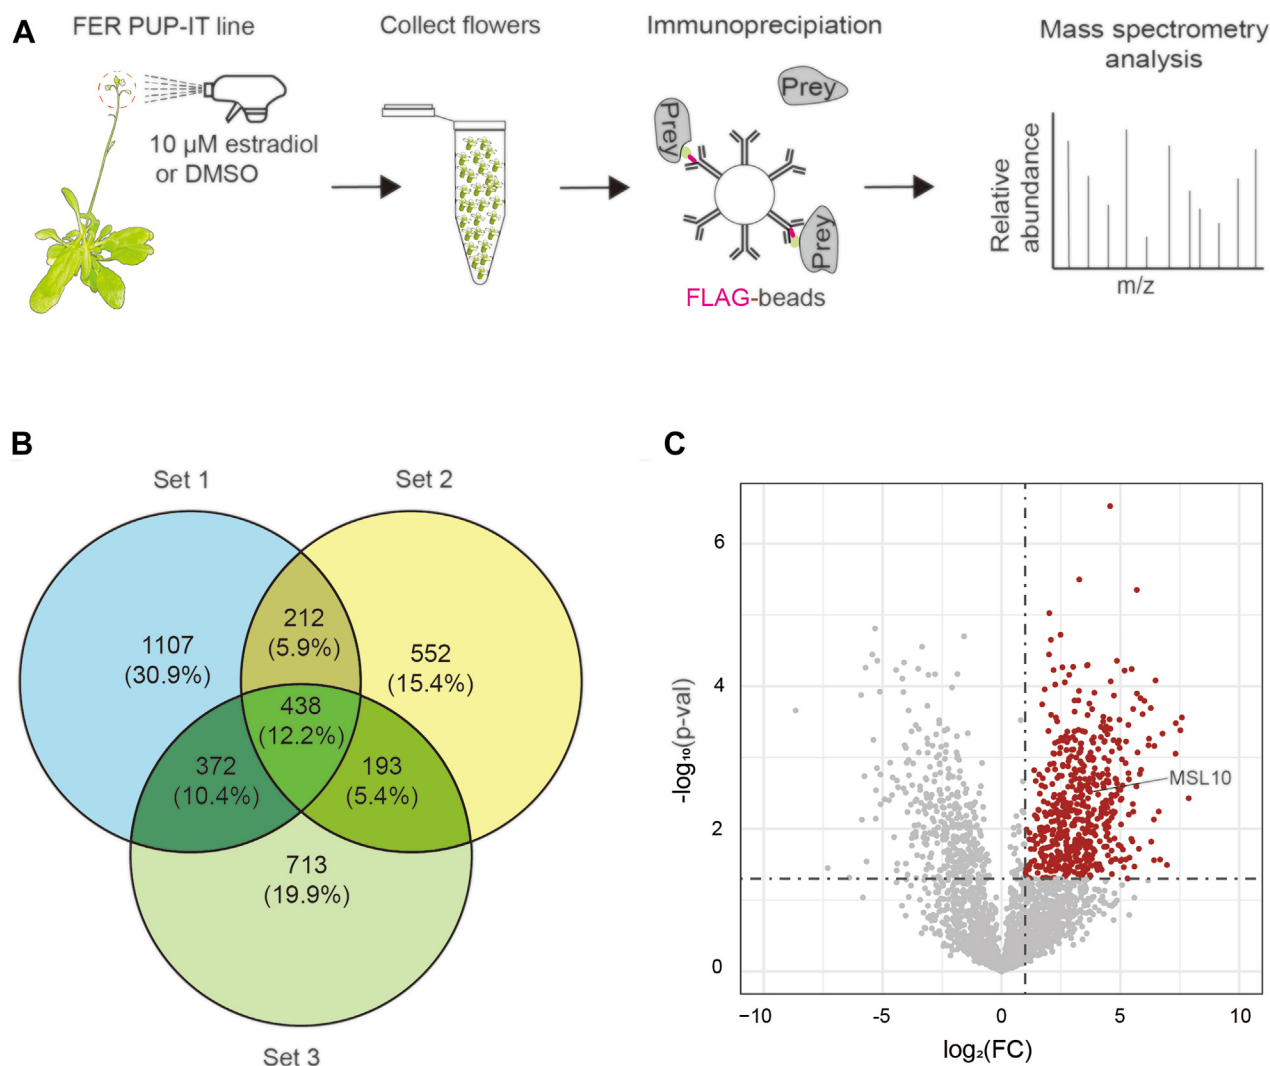 A
FER PUP-IT line
Collect flowers
Immunoprecipiation
Mass spectrometry
analysis
10 µM estradiol
or DMSO
Prey
Prey
Prey
FLAG-beads
Relative
abundance
m/z
B
Set 1
Set 2
1107
(30.9%)
212
(5.9%)
552
(15.4%)
438
(12.2%)
372
(10.4%)
193
(5.4%)
713
(19.9%)
Set 3
C
-log₁₀(p-val)
6
4
2
0
MSL10
−10
-5
0
5
10
log₂(FC)